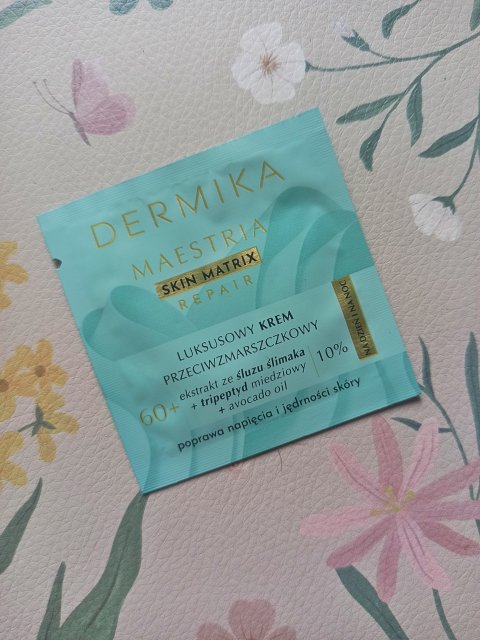 DERMIKA
MAESTRIA
SKIN MATRIX
REPAIR
LUKSUSOWY KREM
PRZECIWZMARSZCZKOWY
NA DZIEŃ I NA NOC
60+
ekstrakt ze śluzu ślimaka
+ tripeptyd miedziowy
+ avocado oil
10%
poprawa napięcia i jędrności skóry